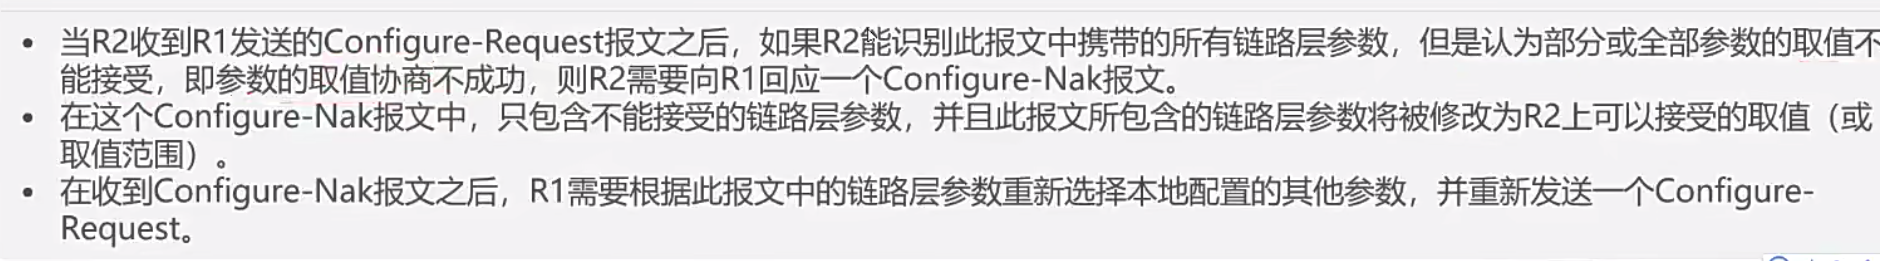 • 当R2收到R1发送的Configure-Request报文之后，如果R2能识别此报文中携带的所有链路层参数，但是认为部分或全部参数的取值不
能接受，即参数的取值协商不成功，则R2需要向R1回应一个Configure-Nak报文。
• 在这个Configure-Nak报文中，只包含不能接受的链路层参数，并且此报文所包含的链路层参数将被修改为R2上可以接受的取值（或
取值范围）。
• 在收到Configure-Nak报文之后，R1需要根据此报文中的链路层参数重新选择本地配置的其他参数，并重新发送一个Configure-
Request。